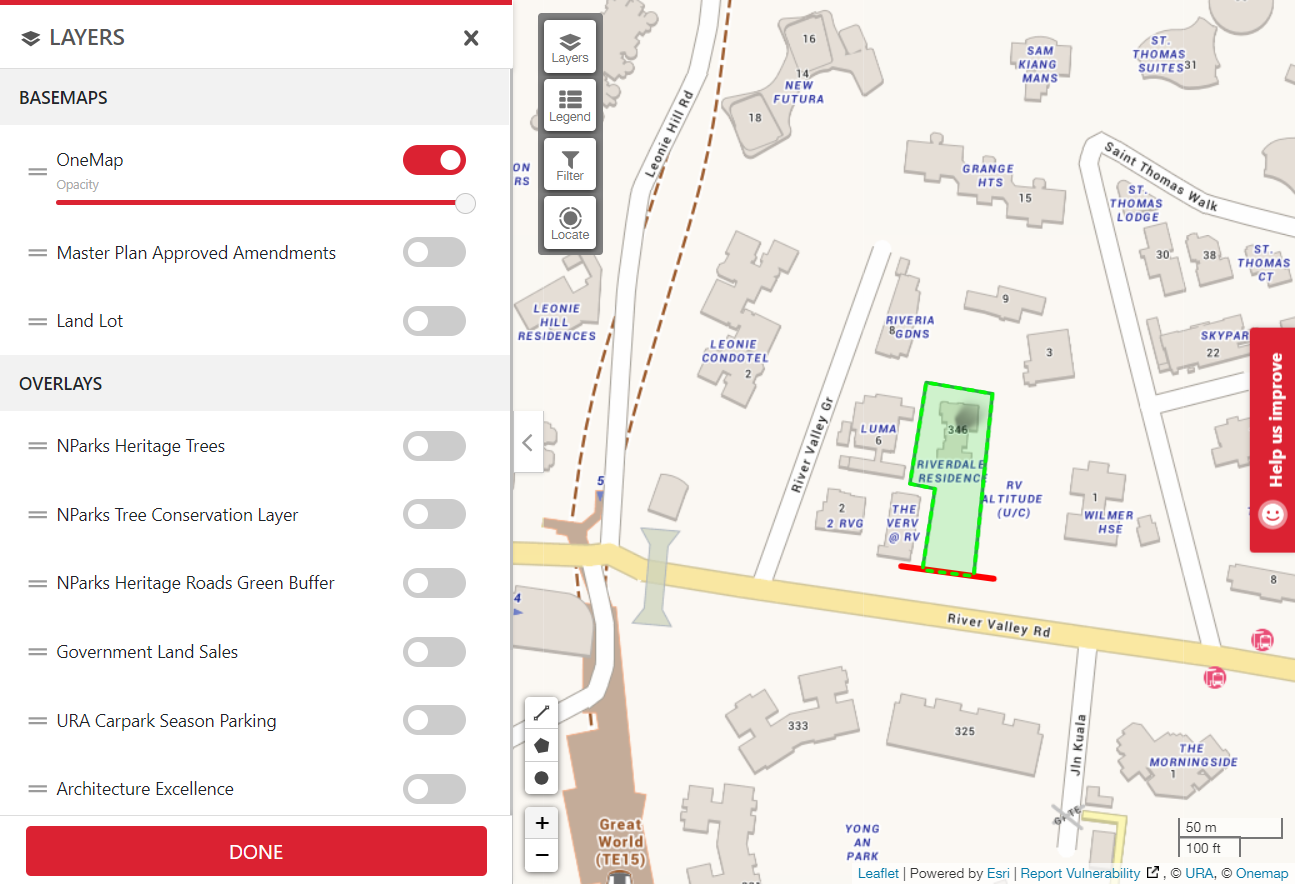 LAYERS
BASEMAPS
OneMap
Opacity
Master Plan Approved Amendments
Land Lot
OVERLAYS
NParks Heritage Trees
NParks Tree Conservation Layer
NParks Heritage Roads Green Buffer
Government Land Sales
URA Carpark Season Parking
Architecture Excellence
DONE
Layers
Legend
Filter
Locate
ON
RS
Leonie Hill Rd
16
14
NEW
FUTURA
18
SAM
KIANG
MANS
ST.
THOMAS
SUITES
31
GRANGE
HTS
15
Saint Thomas Walk
ST.
THOMAS
LODGE
30
38
ST.
THOMAS
CT
LEONIE
HILL
RESIDENCES
LEONIE
CONDOTEL
2
RIVERIA
8
GDNS
9
3
SKYPAR
22
River Valley Gr
LUMA
6
346
RIVERDALE
RESIDENCE
RV
ALTITUDE
(U/C)
2
2 RVG
THE
VERV
@ RV
1
WILMER
HSE
5
4
8
River Valley Rd
333
325
Jln Kuala
THE
MORNINGSIDE
1
GATE
Great
World
(TE15)
YONG
AN
PARK
+
−
50 m
100 ft
Help us improve
Leaflet | Powered by Esri | Report Vulnerability , © URA, © Onemap